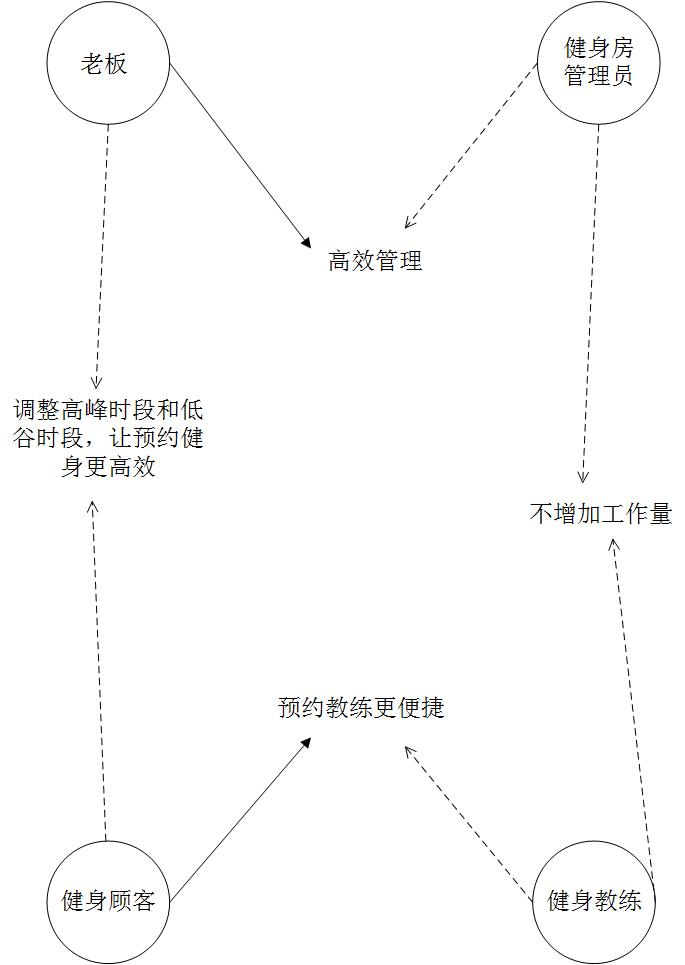 老板
健身房
管理员
高效管理
调整高峰时段和低
谷时段，让预约健
身更高效
不增加工作量
预约教练更便捷
健身顾客
健身教练